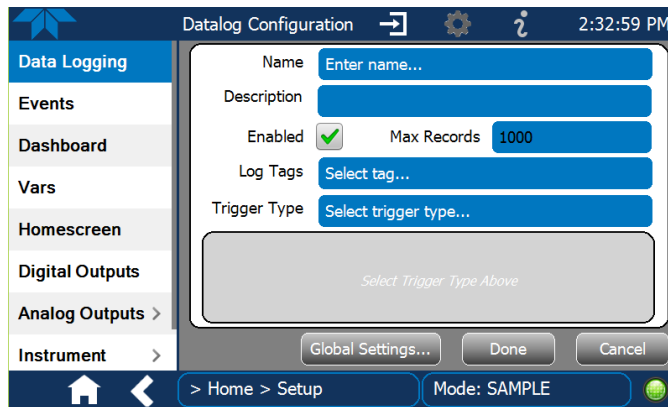 Datalog Configuration
2:32:59 PM
Data Logging
Events
Dashboard
Vars
Homescreen
Digital Outputs
Analog Outputs >
Instrument >
Name Enter name...
Description
Enabled Max Records 1000
Log Tags Select tag...
Trigger Type Select trigger type...
Select Trigger Type Above
Global Settings... Done Cancel
> Home > Setup Mode: SAMPLE